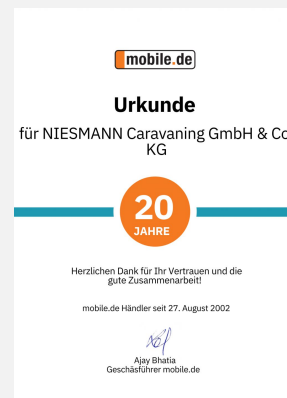 mobile.de
Urkunde
für NIESMANN Caravaning GmbH & Co
KG
20
JAHRE
Herzlichen Dank für Ihr Vertrauen und die
gute Zusammenarbeit!
mobile.de Händler seit 27. August 2002
Ajay Bhatia
Geschäsführer mobile.de